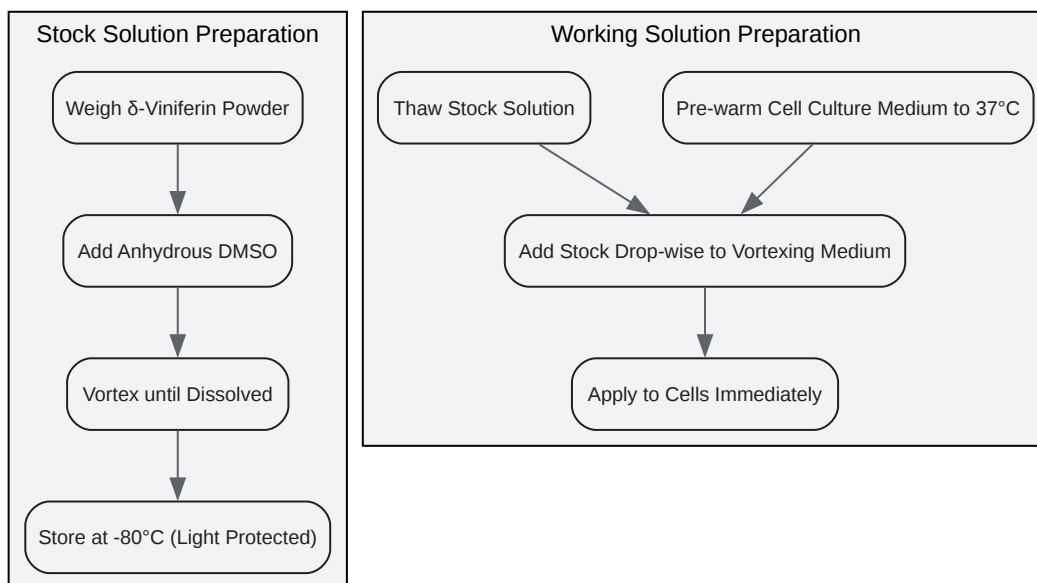 Stock Solution Preparation
Weigh δ-Viniferin Powder
Add Anhydrous DMSO
Vortex until Dissolved
Store at -80°C (Light Protected)
Working Solution Preparation
Thaw Stock Solution
Pre-warm Cell Culture Medium to 37°C
Add Stock Drop-wise to Vortexing Medium
Apply to Cells Immediately